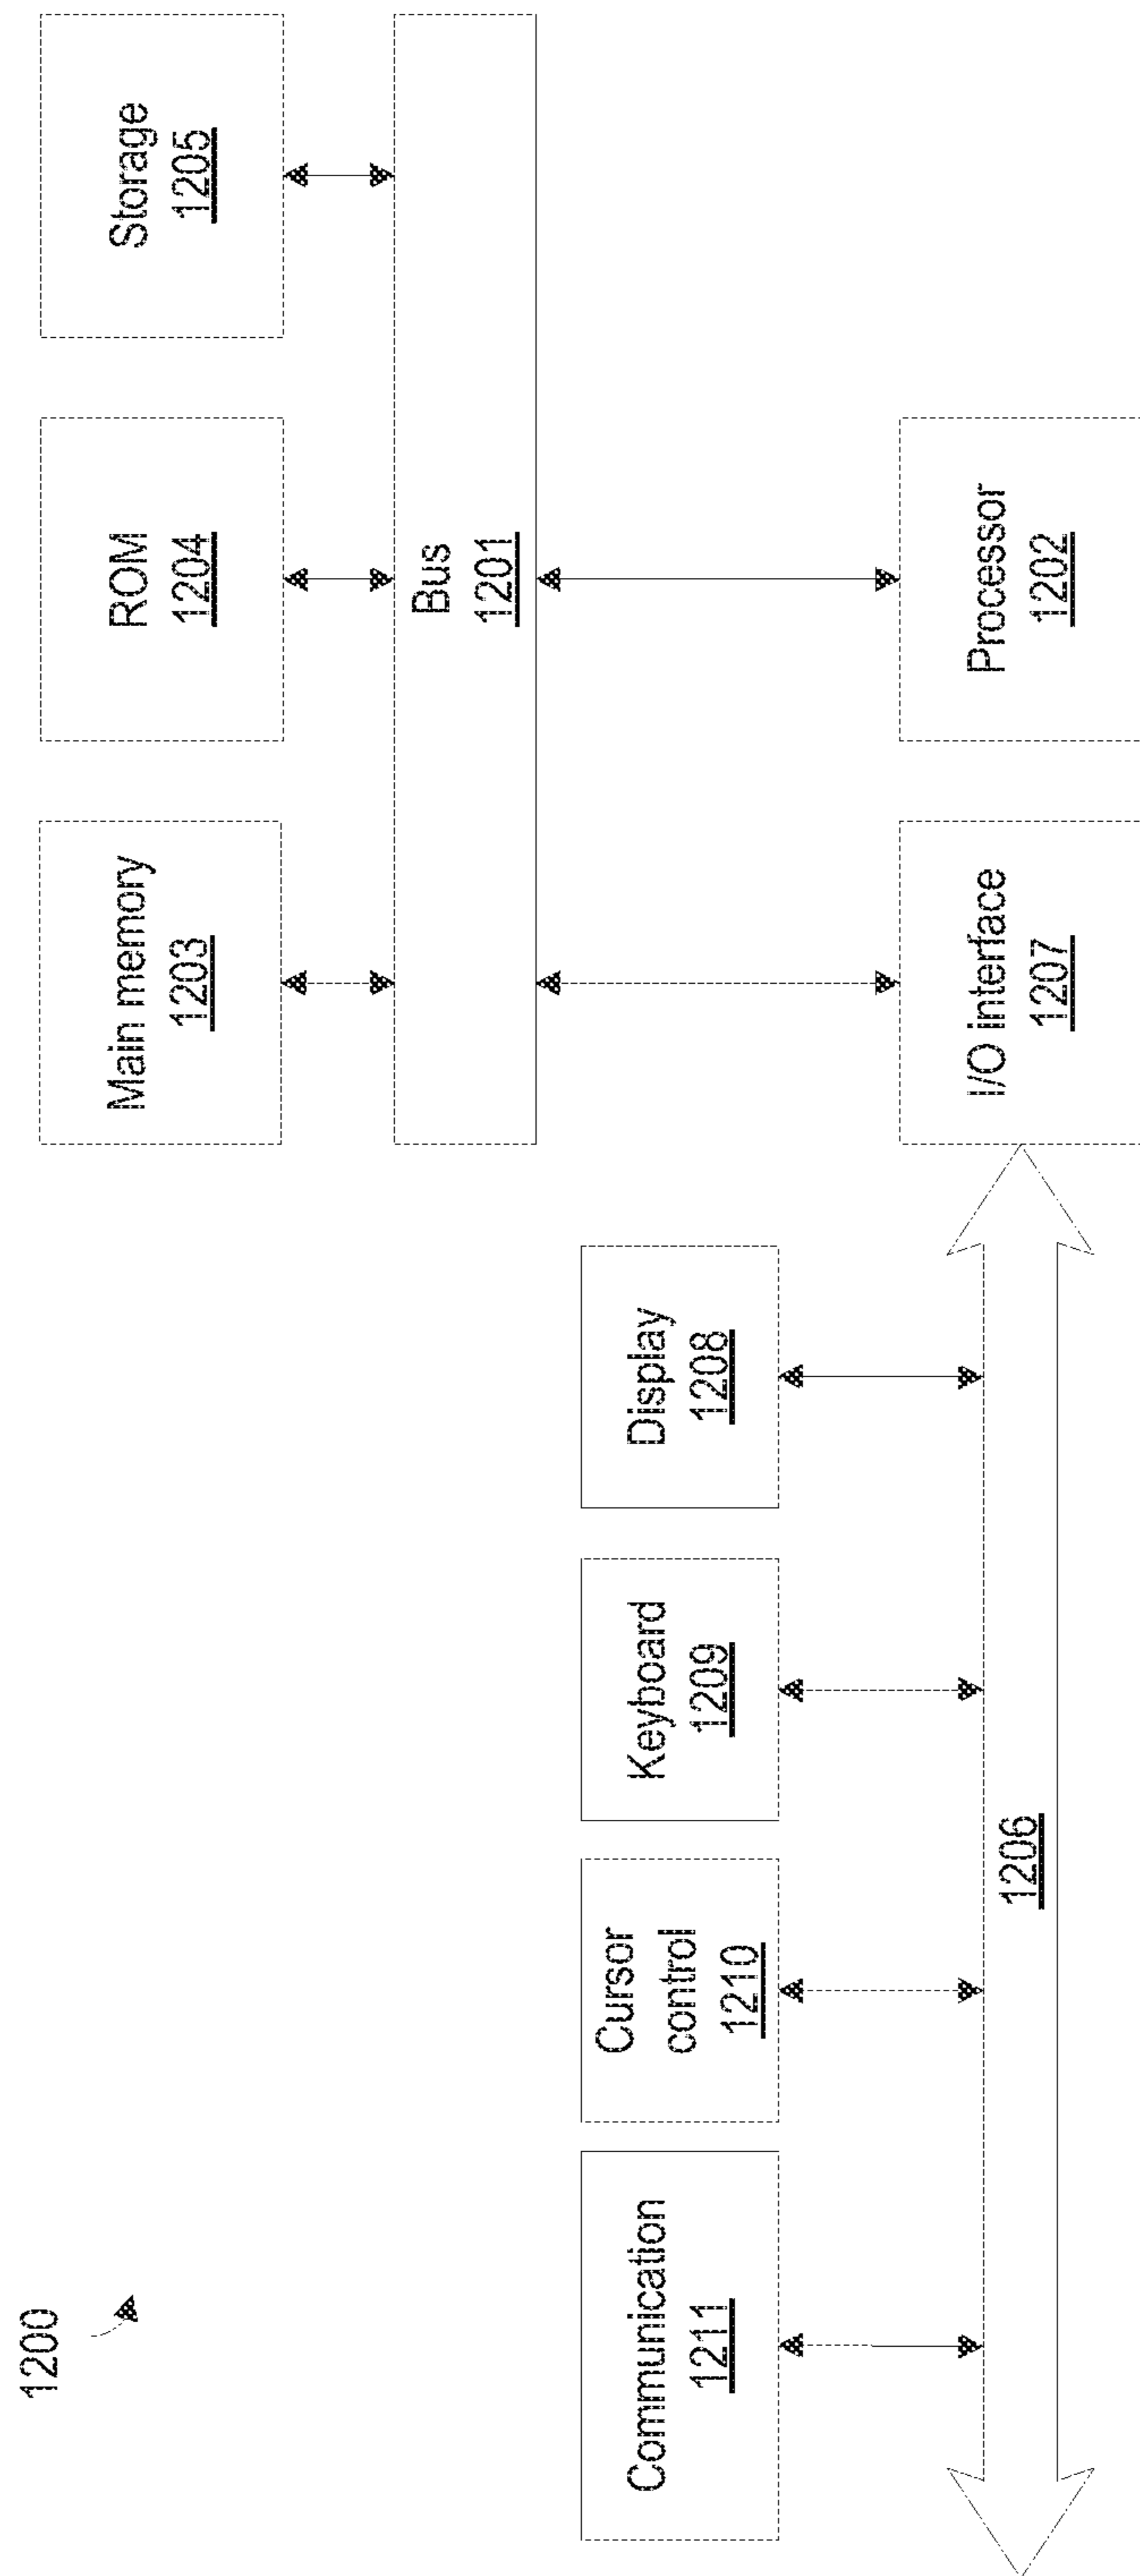 1200
Main memory
1203
ROM
1204
Storage
1205
Bus
1201
Communication
1211
Cursor
control
1210
Keyboard
1209
Display
1208
I/O interface
1207
Processor
1202
1206